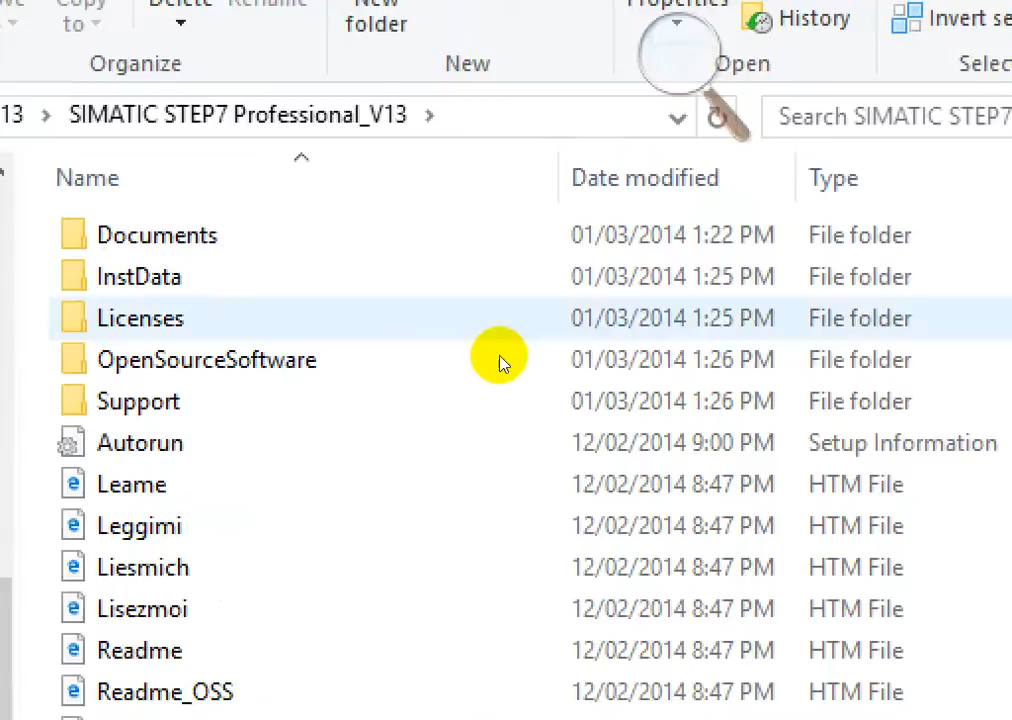 Copy
Delete
Rename
New
Properties
to
folder
History
Invert se
Organize
New
Open
Selec
13 SIMATIC STEP7 Professional_V13
Search SIMATIC STEP7
Name Date modified Type
Documents 01/03/2014 1:22 PM File folder
InstData 01/03/2014 1:25 PM File folder
Licenses 01/03/2014 1:25 PM File folder
OpenSourceSoftware 01/03/2014 1:26 PM File folder
Support 01/03/2014 1:26 PM File folder
Autorun 12/02/2014 9:00 PM Setup Information
Leame 12/02/2014 8:47 PM HTM File
Leggimi 12/02/2014 8:47 PM HTM File
Liesmich 12/02/2014 8:47 PM HTM File
Lisezmoi 12/02/2014 8:47 PM HTM File
Readme 12/02/2014 8:47 PM HTM File
Readme_OSS 12/02/2014 8:47 PM HTM File